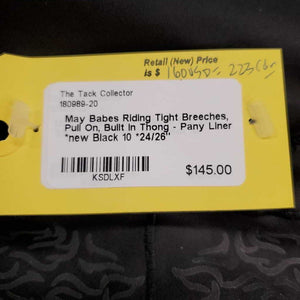 Retail (New) Price
is $ 160USD = 223Cdn
The Tack Collector
180989-20
May Babes Riding Tight Breeches,
Pull On, Built in Thong - Pany Liner
*new Black 10 *24/26"
KSDLXF
$145.00